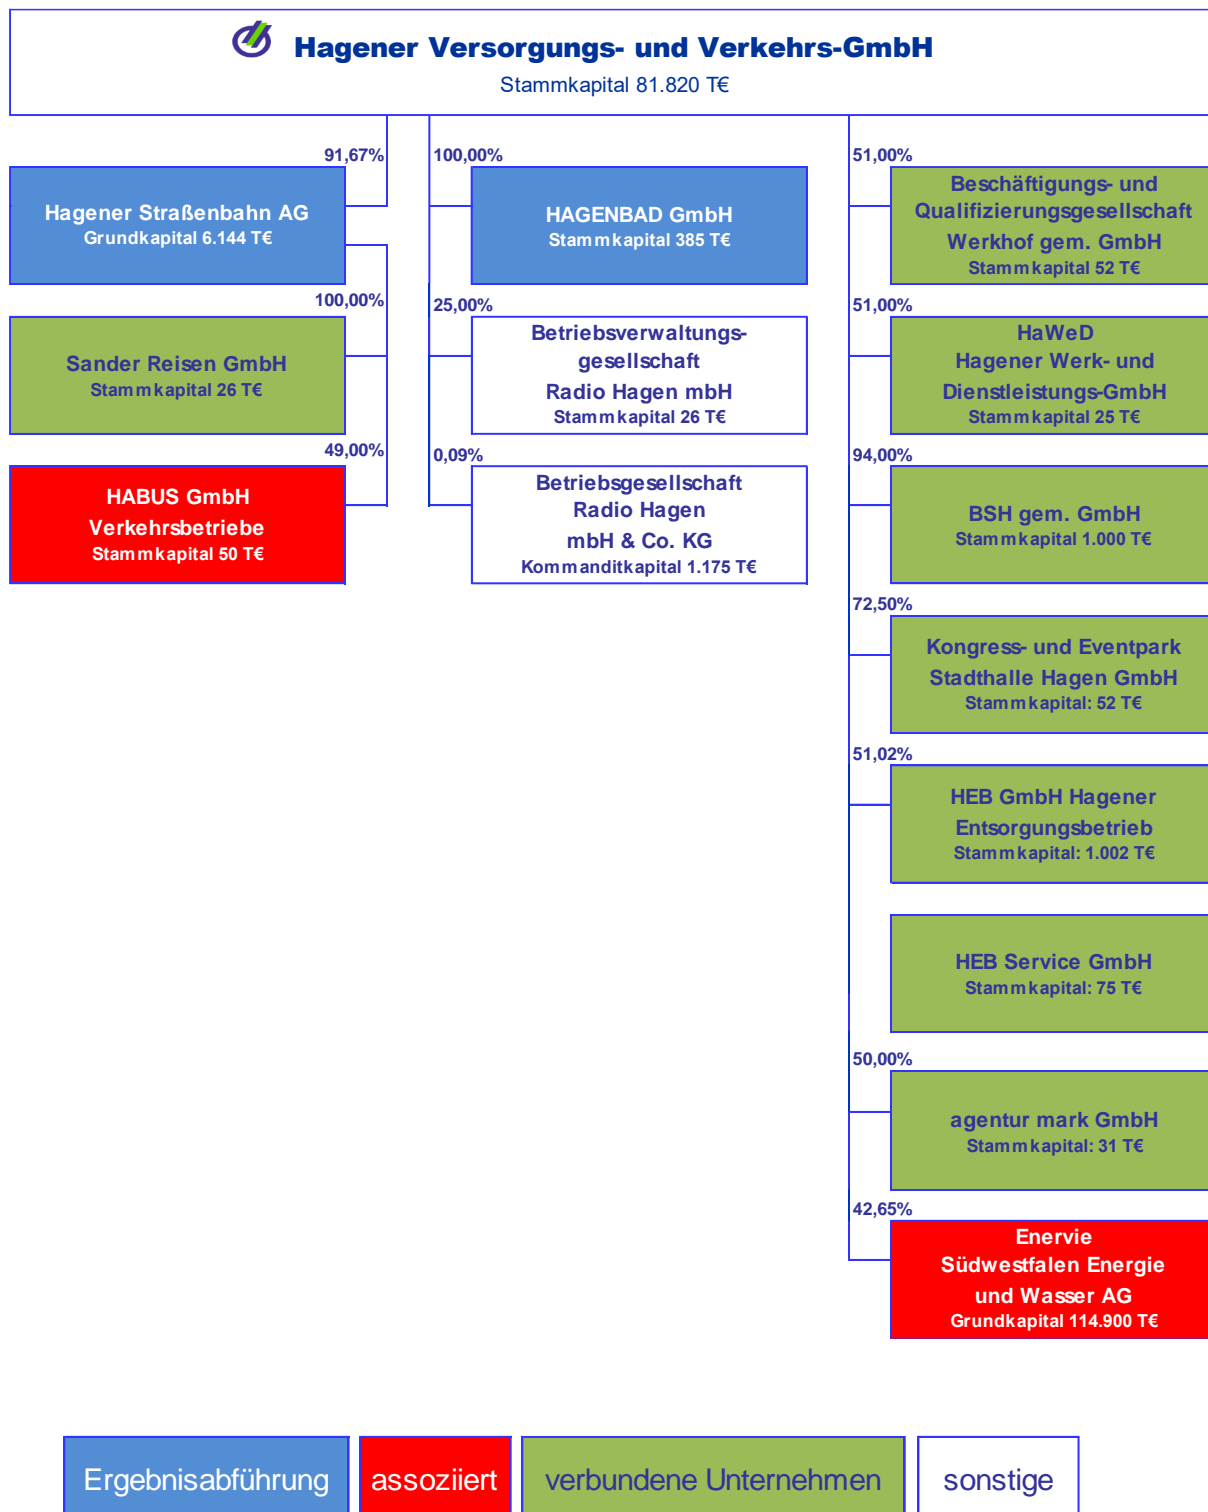 Hagener Versorgungs- und Verkehrs-GmbH
Stammkapital 81.820 T€
91,67%
Hagener Straßenbahn AG
Grundkapital 6.144 T€
100,00%
Sander Reisen GmbH
Stammkapital 26 T€
49,00%
HABUS GmbH
Verkehrsbetriebe
Stammkapital 50 T€
100,00%
HAGENBAD GmbH
Stammkapital 385 T€
25,00%
Betriebsverwaltungs-
gesellschaft
Radio Hagen mbH
Stammkapital 26 T€
0,09%
Betriebsgesellschaft
Radio Hagen
mbH & Co. KG
Kommanditkapital 1.175 T€
51,00%
Beschäftigungs- und
Qualifizierungsgesellschaft
Werkhof gem. GmbH
Stammkapital 52 T€
51,00%
HaWeD
Hagener Werk- und
Dienstleistungs-GmbH
Stammkapital 25 T€
94,00%
BSH gem. GmbH
Stammkapital 1.000 T€
72,50%
Kongress- und Eventpark
Stadthalle Hagen GmbH
Stammkapital: 52 T€
51,02%
HEB GmbH Hagener
Entsorgungsbetrieb
Stammkapital: 1.002 T€
HEB Service GmbH
Stammkapital: 75 T€
50,00%
agentur mark GmbH
Stammkapital: 31 T€
42,65%
Enervie
Südwestfalen Energie
und Wasser AG
Grundkapital 114.900 T€
Ergebnisabführung
assoziiert
verbundene Unternehmen
sonstige